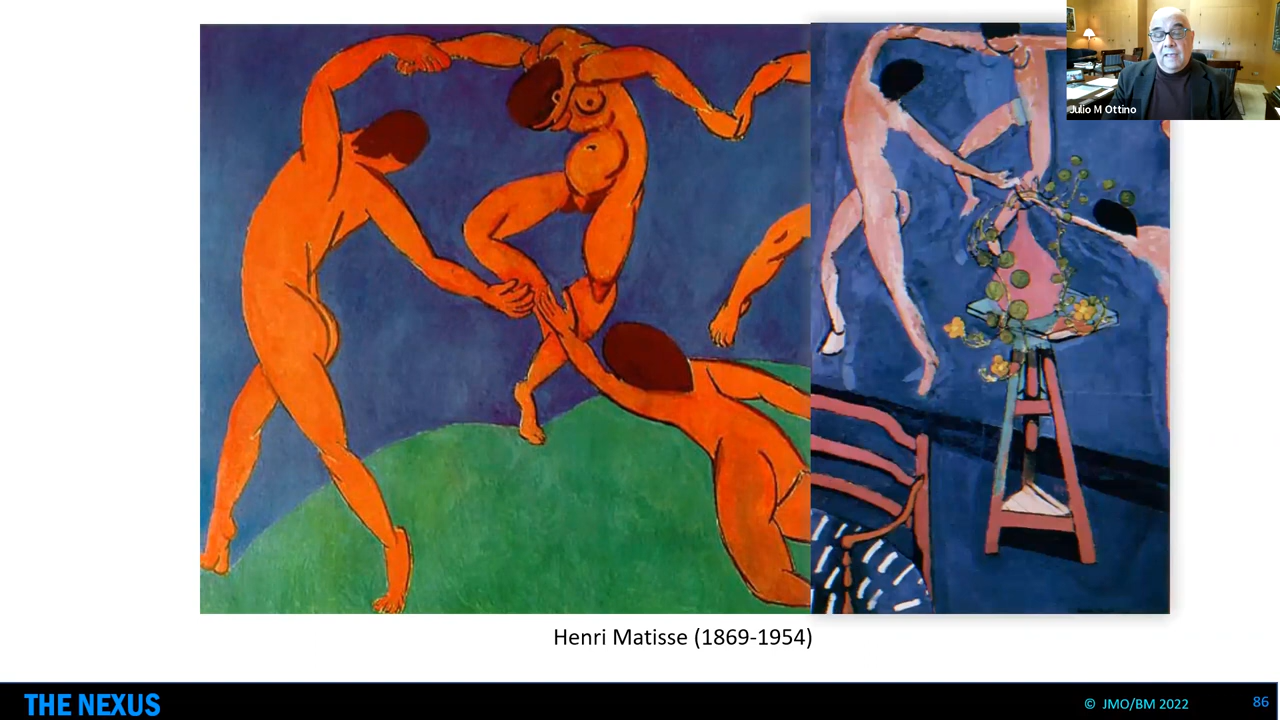 Julio M Ottino
Henri Matisse (1869-1954)
THE NEXUS
© JMO/BM 2022
86